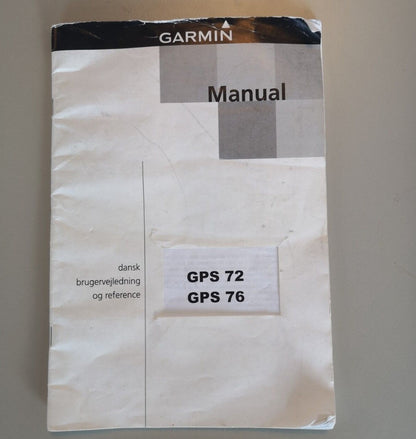 GARMIN
Manual
dansk
brugervejledning
og reference
GPS 72
GPS 76